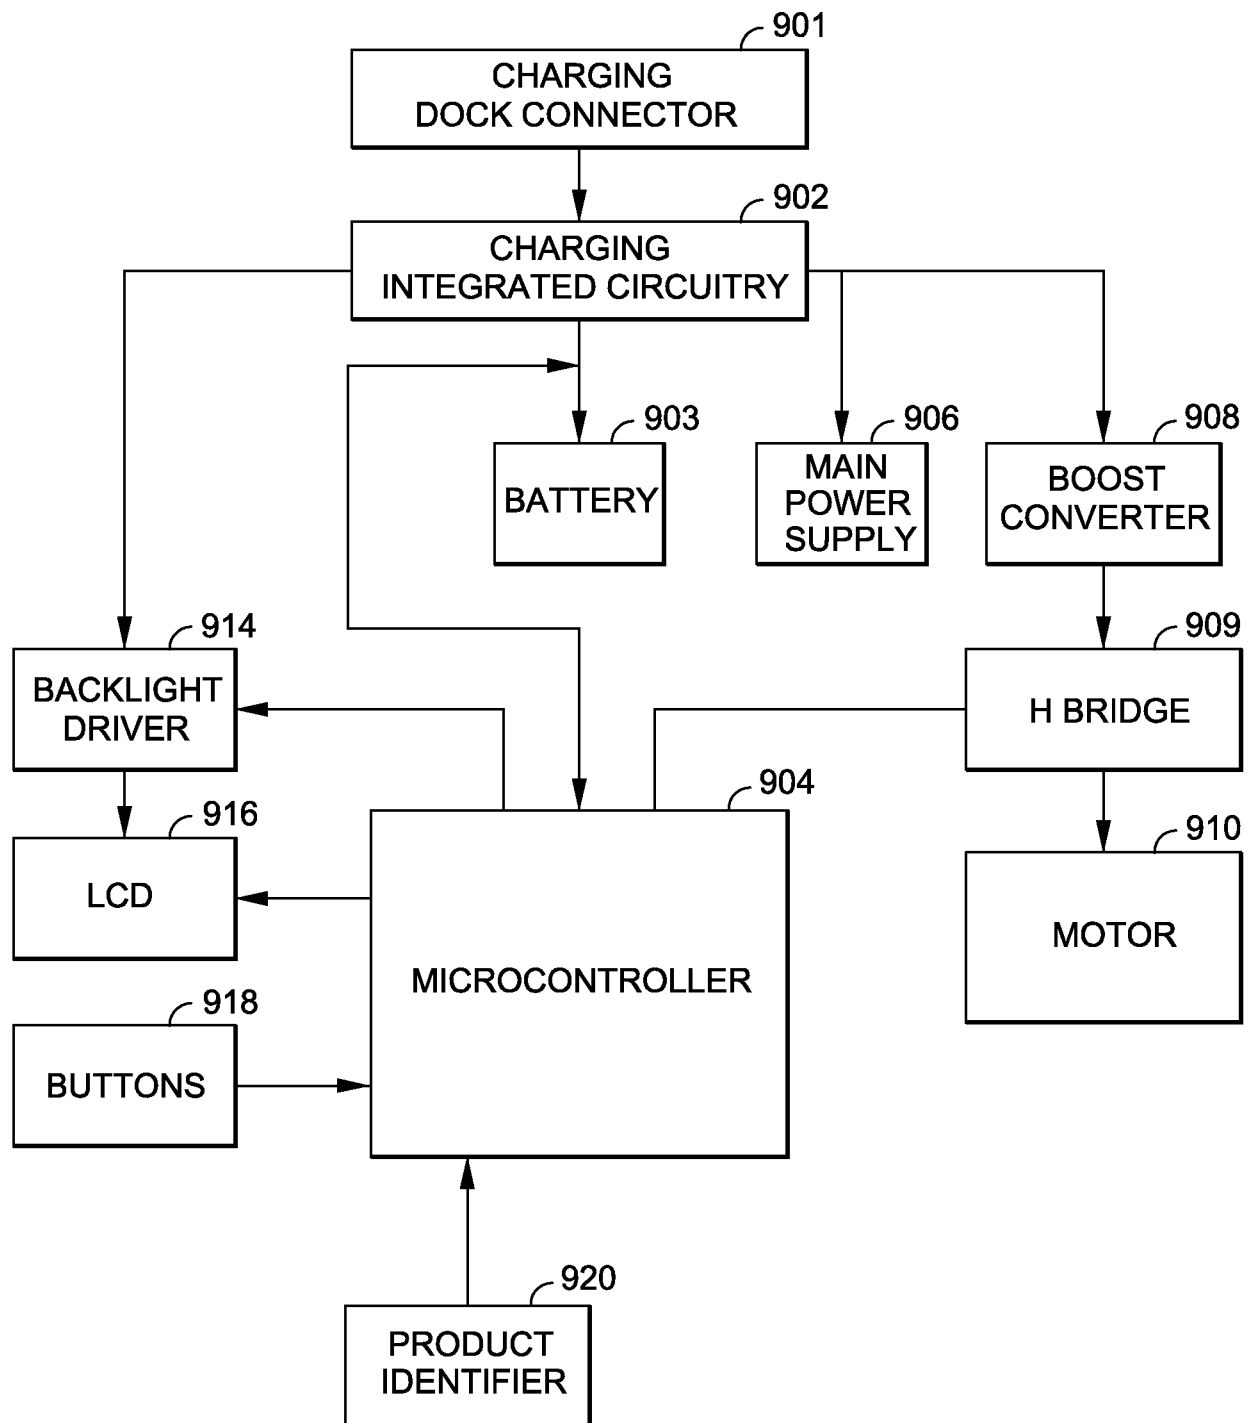 901
CHARGING
DOCK CONNECTOR
902
CHARGING
INTEGRATED CIRCUITRY
903
BATTERY
906
MAIN
POWER
SUPPLY
908
BOOST
CONVERTER
914
BACKLIGHT
DRIVER
909
H BRIDGE
904
MICROCONTROLLER
916
LCD
910
MOTOR
918
BUTTONS
920
PRODUCT
IDENTIFIER